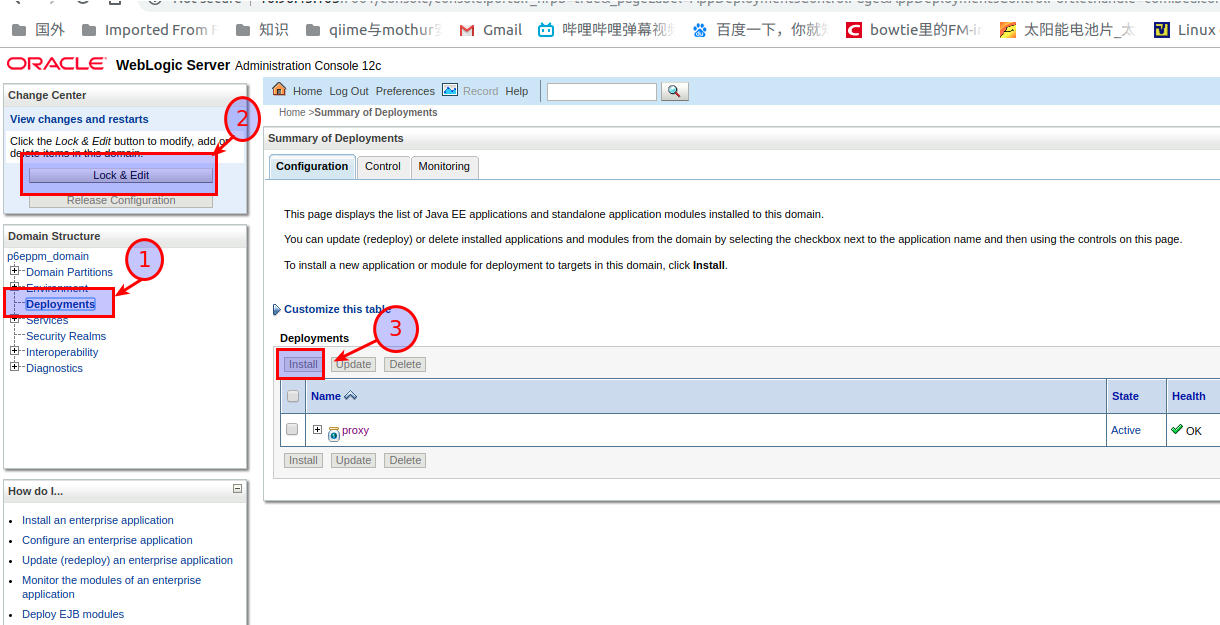 国外 Imported From F 知识 qiime与mothur安 Gmail 哔哩哔哩弹幕视频 百度一下，你就知 bowtie里的FM-in 太阳能电池片_太 Linux
ORACLE WebLogic Server Administration Console 12c
Change Center
View changes and restarts
Click the Lock & Edit button to modify, add or
delete items in this domain.
Lock & Edit
Release Configuration
2
Domain Structure
p6eppm_domain
Domain Partitions
Environment
Deployments
Services
Security Realms
Interoperability
Diagnostics
1
How do I...
Install an enterprise application
Configure an enterprise application
Update (redeploy) an enterprise application
Monitor the modules of an enterprise
application
Deploy EJB modules
Home Log Out Preferences Record Help
Home >Summary of Deployments
Summary of Deployments
Configuration Control Monitoring
This page displays the list of Java EE applications and standalone application modules installed to this domain.
You can update (redeploy) or delete installed applications and modules from the domain by selecting the checkbox next to the application name and then using the controls on this page.
To install a new application or module for deployment to targets in this domain, click Install.
Customize this table
3
Deployments
Install Update Delete
Name State Health
proxy Active OK
Install Update Delete